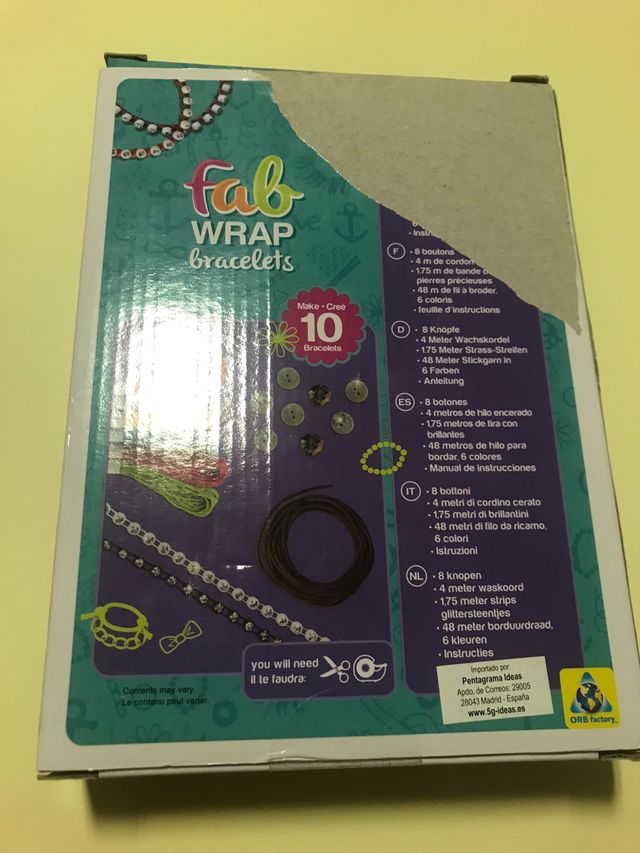 fab
WRAP
bracelets
Make • Creé
10
Bracelets
F • 8 boutons
• 4 m de cordon
• 1.75 m de bande
pierres précieuses
• 48 m de fil à broder,
6 coloris
• feuille d'instructions
D • 8 Knöpfe
• 4 Meter Wachskordel
• 1.75 Meter Strass-Streifen
• 48 Meter Stickgarn in
6 Farben
• Anleitung
ES • 8 botones
• 4 metros de hilo encerado
• 1,75 metros de tira con
brillantes
• 48 metros de hilo para
bordar, 6 colores
• Manual de instrucciones
IT • 8 bottoni
• 4 metri di cordino cerato
• 1,75 metri di brillantini
• 48 metri di filo da ricamo,
6 colori
• Istruzioni
NL • 8 knopen
• 4 meter waskoord
• 1,75 meter strips
glittersteentjes
• 48 meter borduurdraad,
6 kleuren
• Instructies
you will need
il te faudra:
Contents may vary.
Le contenu peut varier.
Importado por:
Pentagrama Ideas
Apdo. de Correos: 29005
28043 Madrid - España
www.5g-ideas.es
ORB factory